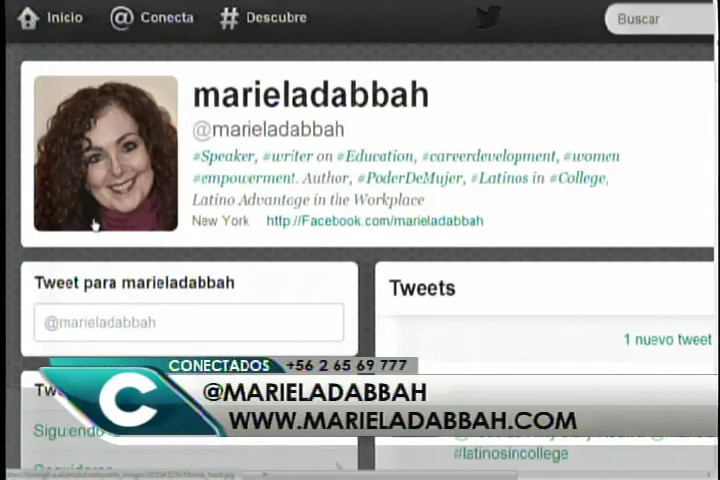 Inicio @ Conecta # Descubre Buscar
marieladabbah
@marieladabbah
#Speaker, #writer on #Education, #careerdevelopment, #women
#empowerment. Author, #PoderDeMujer, #Latinos in #College,
Latino Advantage in the Workplace
New York http://Facebook.com/marieladabbah
Tweet para marieladabbah
@marieladabbah
Tweets
1 nuevo tweet
CONECTADOS +56 2 65 69 777
C
@MARIELADABBAH
WWW.MARIELADABBAH.COM
Siguiendo
#latinosincollege
Seguidores